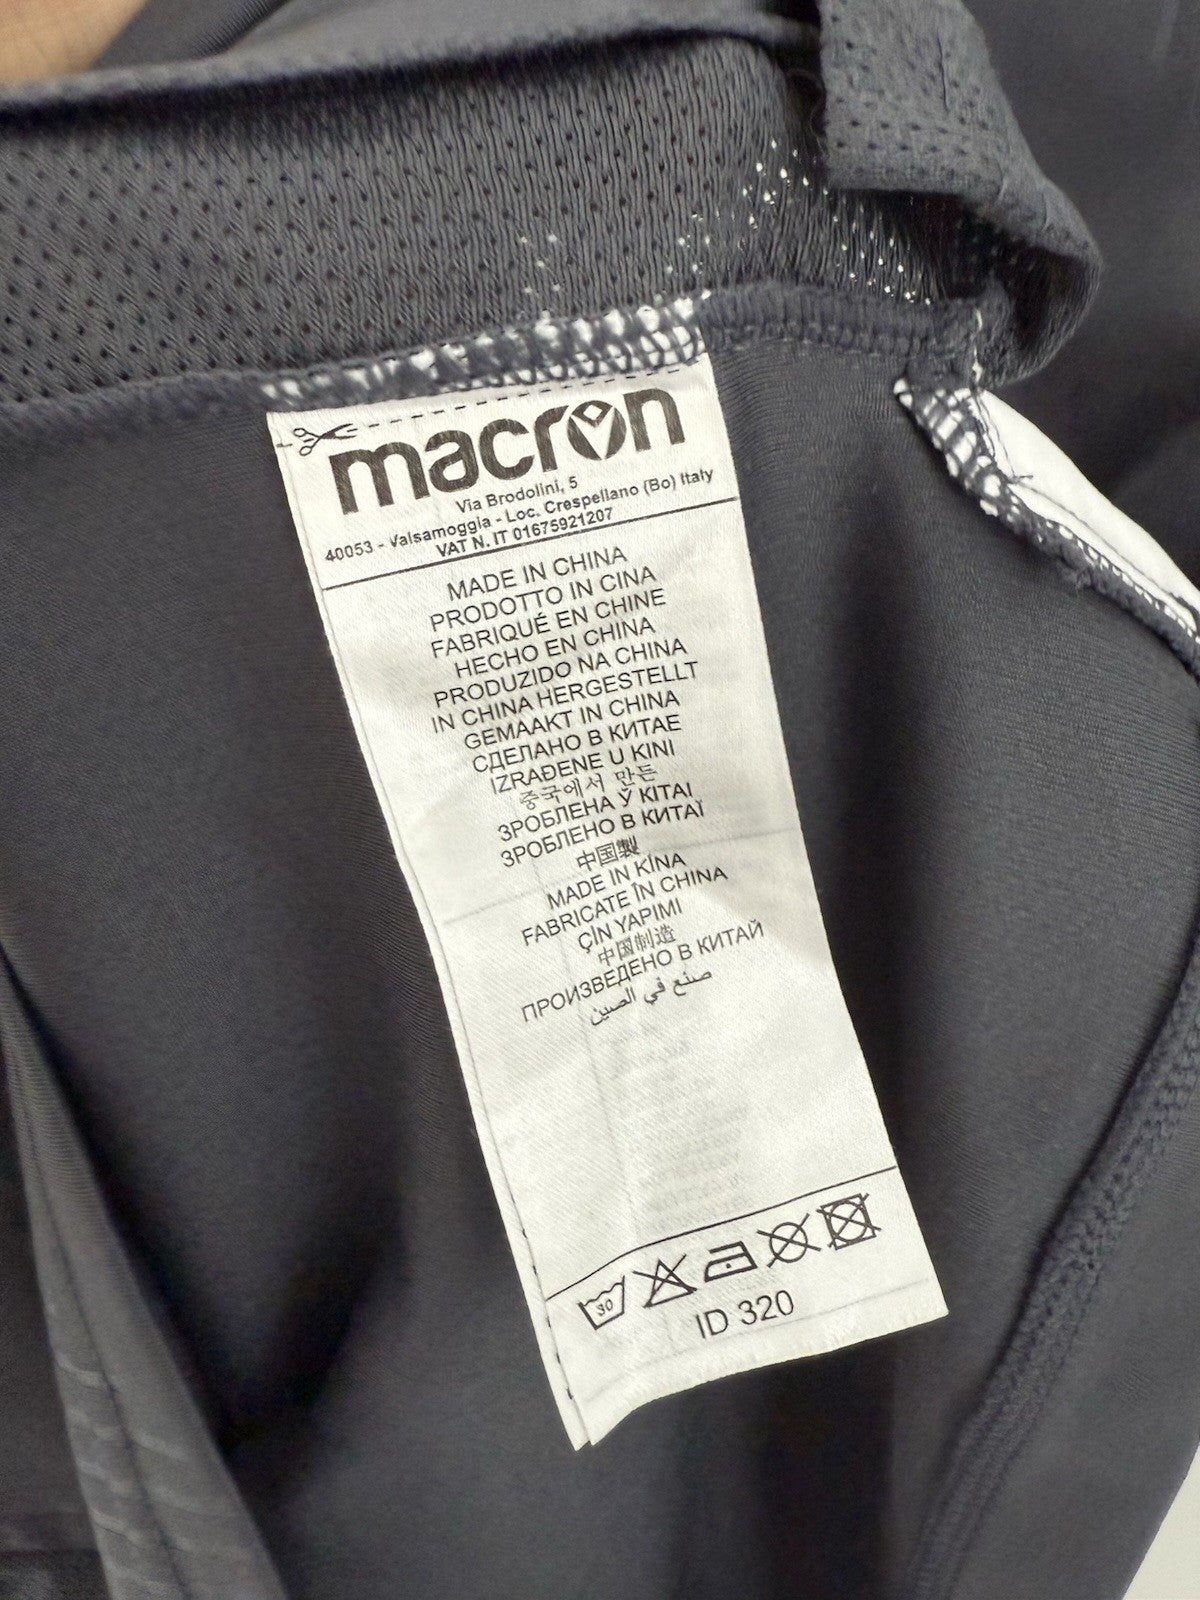 macron
Via Brodolini, 5
40053 - Valsamoggia - Loc. Crespellano (Bo) Italy
VAT N. IT 01675921207
MADE IN CHINA
PRODOTTO IN CINA
FABRIQUÉ EN CHINE
HECHO EN CHINA
PRODUZIDO NA CHINA
IN CHINA HERGESTELLT
GEMAAKT IN CHINA
СДЕЛАНО В КИТАЕ
IZRAĐENE U KINI
중국에서 만든
ЗРОБЛЕНА Ў KITAI
ЗРОБЛЕНО В КИТАЇ
中国製
MADE IN KÍNA
FABRICATE ÎN CHINA
ÇİN YAPIMI
中国制造
ПРОИЗВЕДЕНО В КИТАЙ
صنع في الصين
30
ID 320